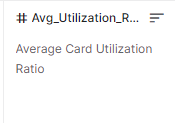 # Avg_Utilization_R...
Average Card Utilization
Ratio